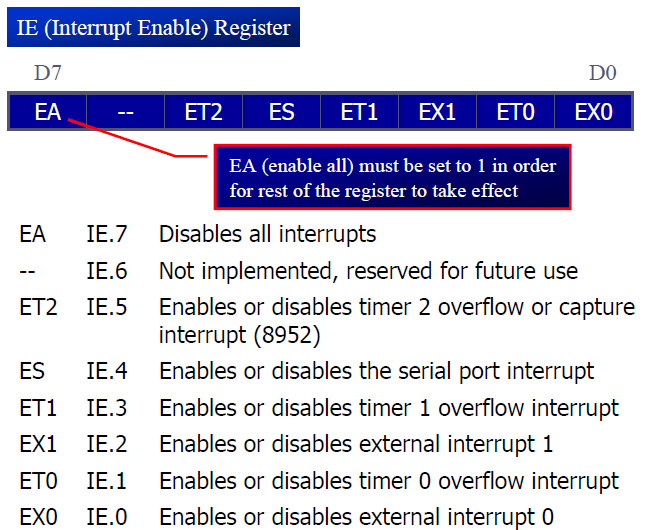 IE (Interrupt Enable) Register
D7 D0
EA -- ET2 ES ET1 EX1 ET0 EX0
EA (enable all) must be set to 1 in order
for rest of the register to take effect
EA IE.7 Disables all interrupts
-- IE.6 Not implemented, reserved for future use
ET2 IE.5 Enables or disables timer 2 overflow or capture
interrupt (8952)
ES IE.4 Enables or disables the serial port interrupt
ET1 IE.3 Enables or disables timer 1 overflow interrupt
EX1 IE.2 Enables or disables external interrupt 1
ET0 IE.1 Enables or disables timer 0 overflow interrupt
EX0 IE.0 Enables or disables external interrupt 0